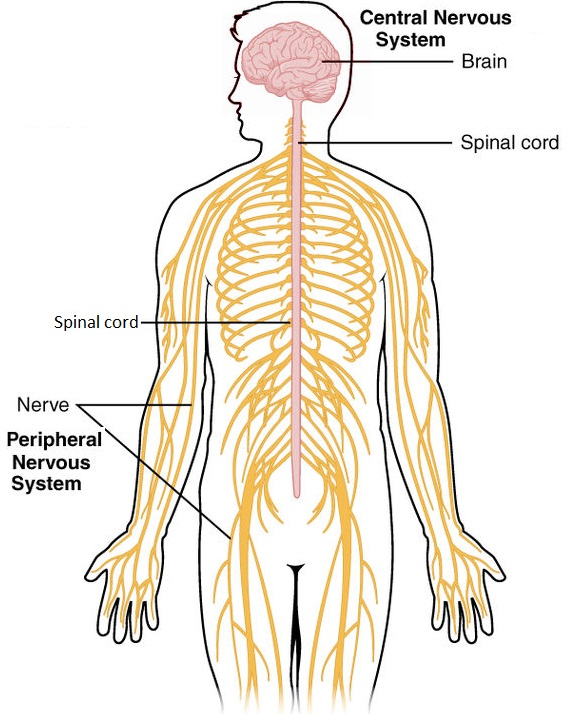 Central Nervous
System
Brain
Spinal cord
Spinal cord
Nerve
Peripheral
Nervous
System